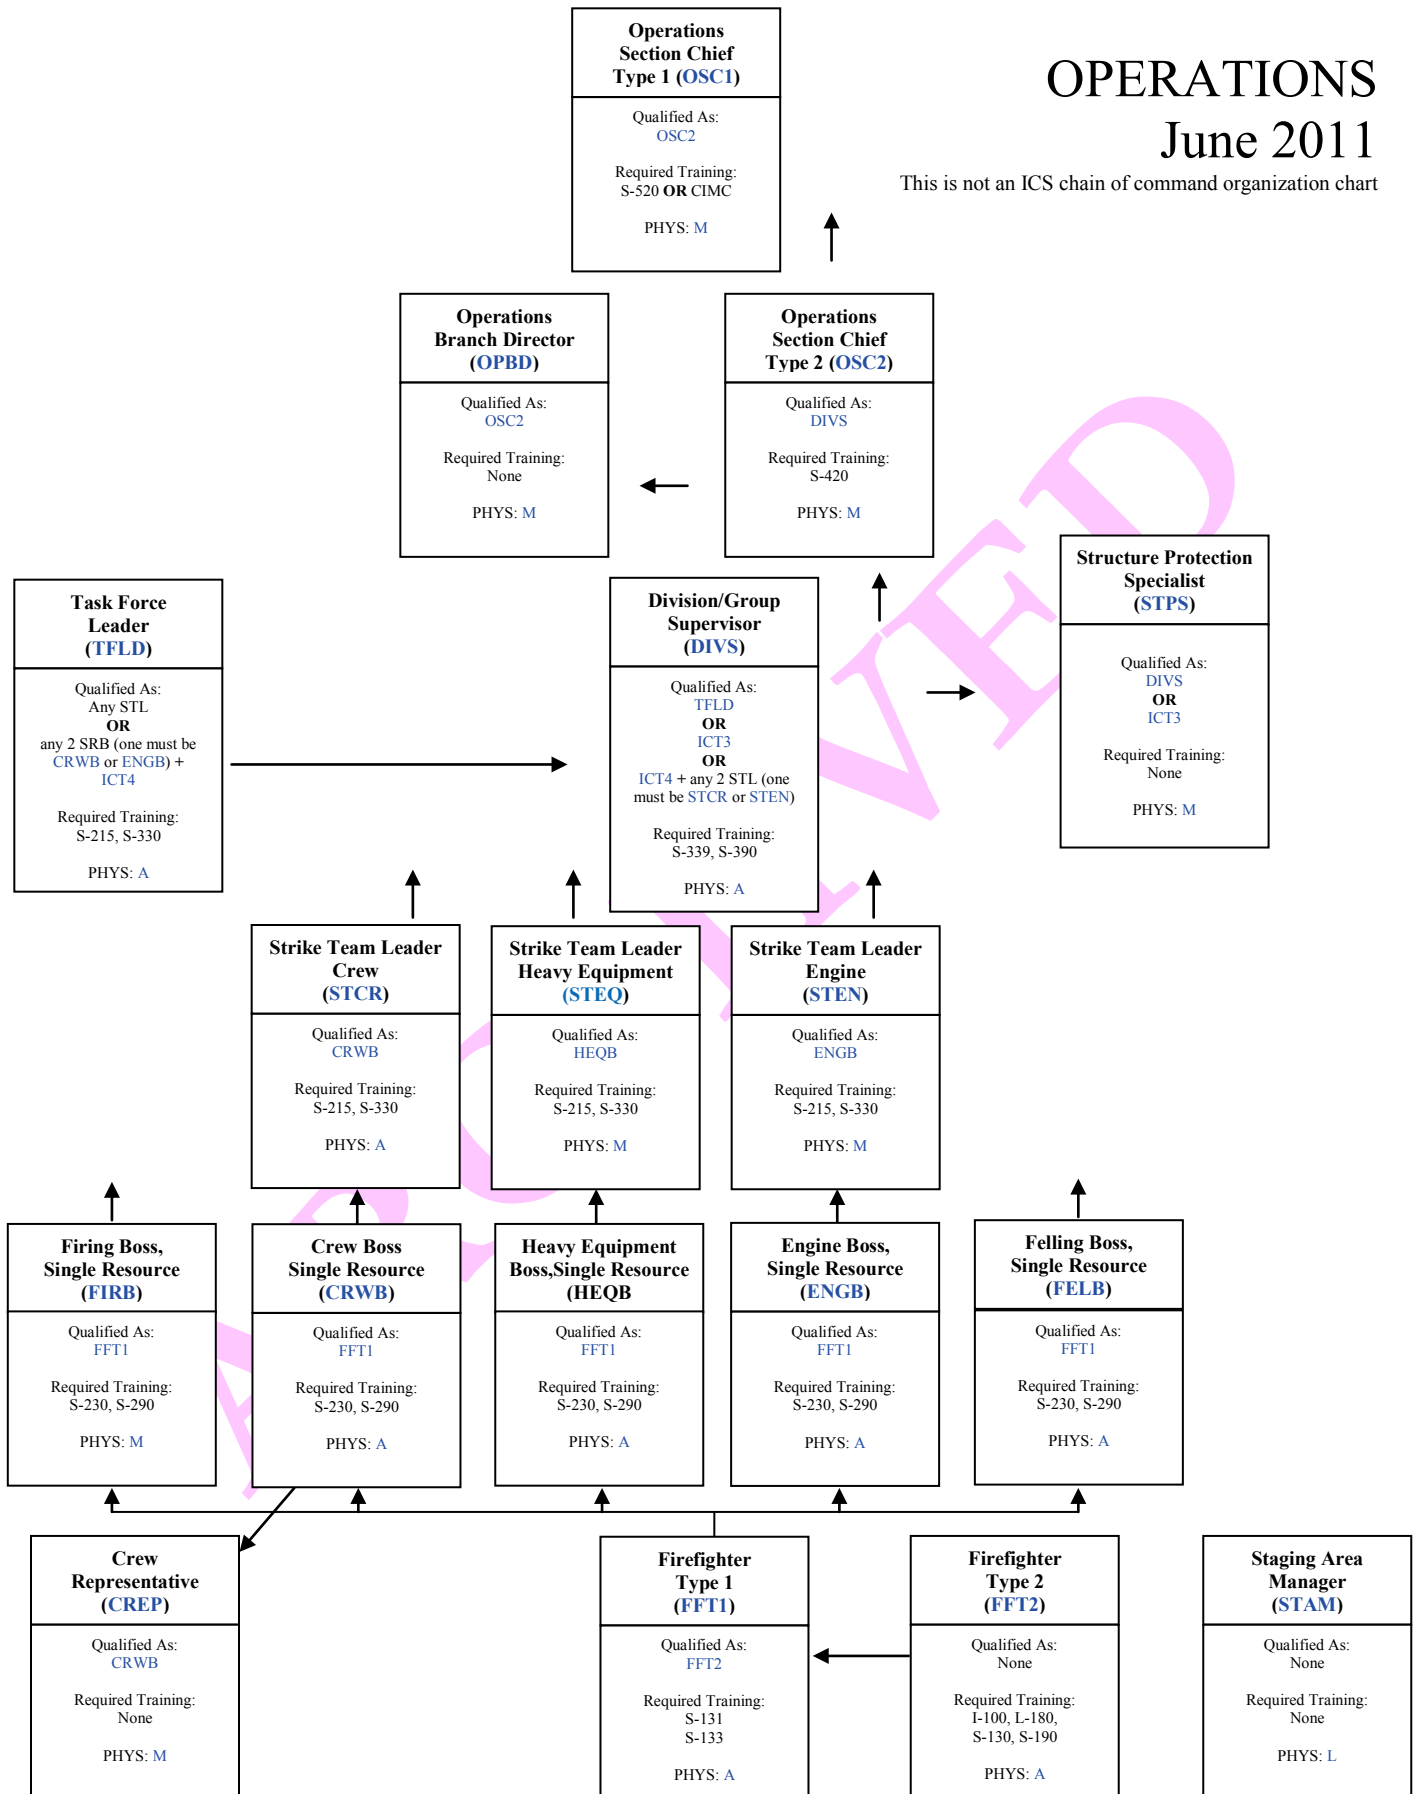 Operations
Section Chief
Type 1 (OSC1)
Qualified As:
OSC2
Required Training:
S-520 OR CIMC
PHYS: M
OPERATIONS
June 2011
This is not an ICS chain of command organization chart
Operations
Branch Director
(OPBD)
Qualified As:
OSC2
Required Training:
None
PHYS: M
Operations
Section Chief
Type 2 (OSC2)
Qualified As:
DIVS
Required Training:
S-420
PHYS: M
Structure Protection
Specialist
(STPS)
Qualified As:
DIVS
OR
ICT3
Required Training:
None
PHYS: M
Task Force
Leader
(TFLD)
Qualified As:
Any STL
OR
any 2 SRB (one must be
CRWB or ENGB) +
ICT4
Required Training:
S-215, S-330
PHYS: A
Division/Group
Supervisor
(DIVS)
Qualified As:
TFLD
OR
ICT3
OR
ICT4 + any 2 STL (one
must be STCR or STEN)
Required Training:
S-339, S-390
PHYS: A
Strike Team Leader
Crew
(STCR)
Qualified As:
CRWB
Required Training:
S-215, S-330
PHYS: A
Strike Team Leader
Heavy Equipment
(STEQ)
Qualified As:
HEQB
Required Training:
S-215, S-330
PHYS: M
Strike Team Leader
Engine
(STEN)
Qualified As:
ENGB
Required Training:
S-215, S-330
PHYS: M
Firing Boss,
Single Resource
(FIRB)
Qualified As:
FFT1
Required Training:
S-230, S-290
PHYS: M
Crew Boss
Single Resource
(CRWB)
Qualified As:
FFT1
Required Training:
S-230, S-290
PHYS: A
Heavy Equipment
Boss,Single Resource
(HEQB
Qualified As:
FFT1
Required Training:
S-230, S-290
PHYS: A
Engine Boss,
Single Resource
(ENGB)
Qualified As:
FFT1
Required Training:
S-230, S-290
PHYS: A
Felling Boss,
Single Resource
(FELB)
Qualified As:
FFT1
Required Training:
S-230, S-290
PHYS: A
Crew
Representative
(CREP)
Qualified As:
CRWB
Required Training:
None
PHYS: M
Firefighter
Type 1
(FFT1)
Qualified As:
FFT2
Required Training:
S-131
S-133
PHYS: A
Firefighter
Type 2
(FFT2)
Qualified As:
None
Required Training:
I-100, L-180,
S-130, S-190
PHYS: A
Staging Area
Manager
(STAM)
Qualified As:
None
Required Training:
None
PHYS: L